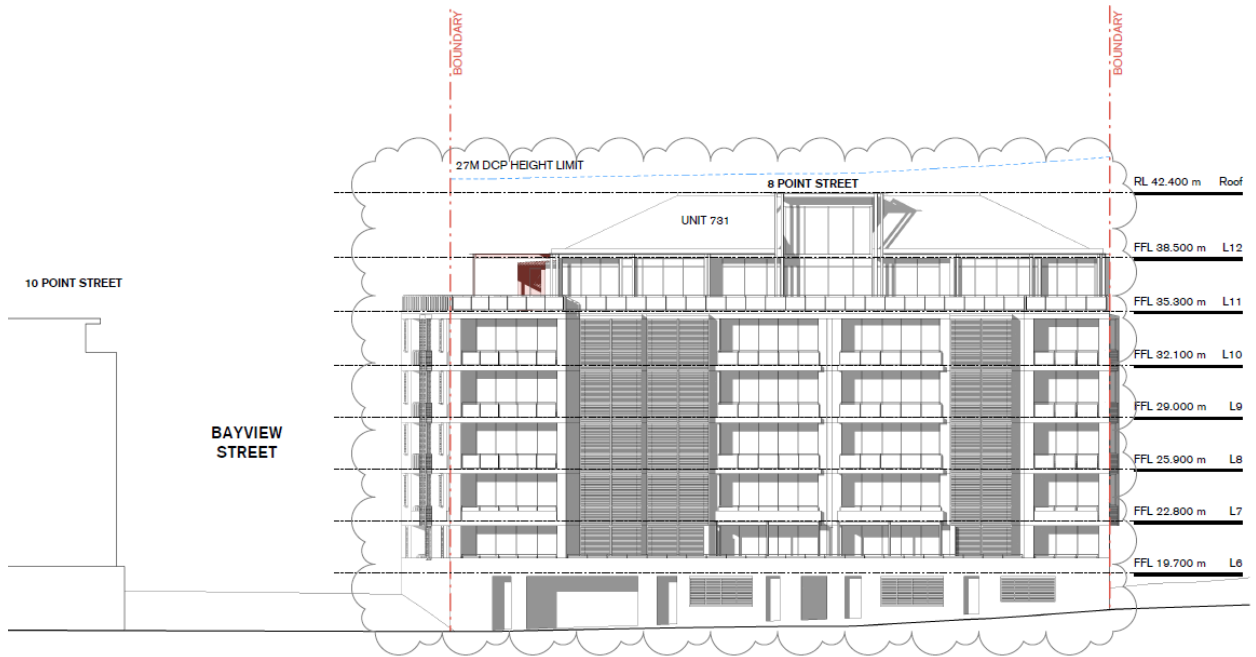 BOUNDARY
BOUNDARY
27M DCP HEIGHT LIMIT
8 POINT STREET
RL 42.400 m Roof
UNIT 731
FFL 38.500 m L12
10 POINT STREET
FFL 35.300 m L11
FFL 32.100 m L10
FFL 29.000 m L9
BAYVIEW
STREET
FFL 25.900 m L8
FFL 22.800 m L7
FFL 19.700 m L6